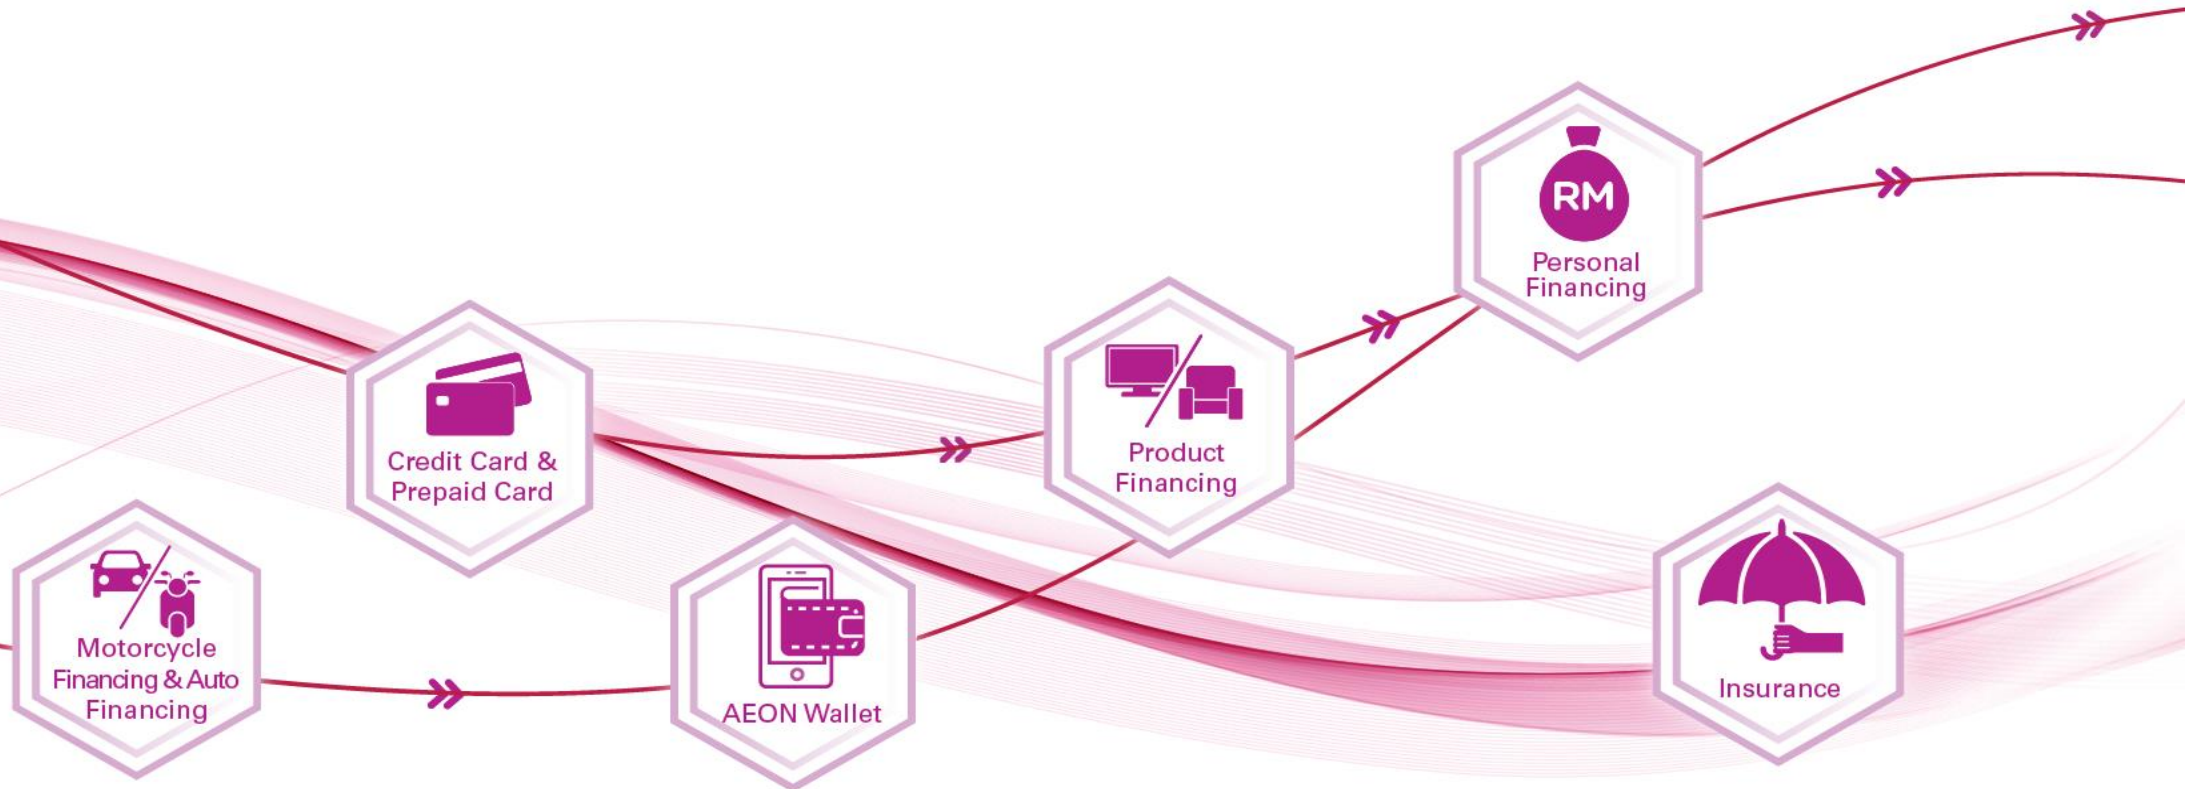 RM
Personal
Financing
Credit Card &
Prepaid Card
Product
Financing
Motorcycle
Financing & Auto
Financing
AEON Wallet
Insurance